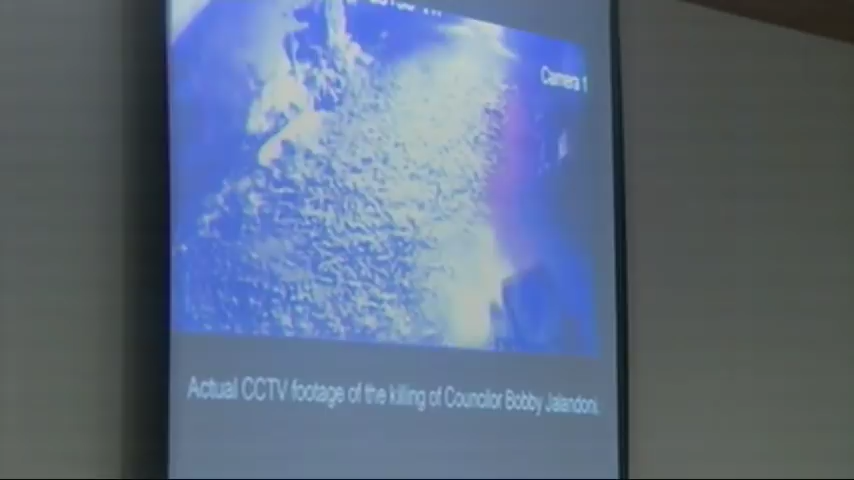 Camera 1
Actual CCTV footage of the killing of Councilor Bobby Jalandoni.